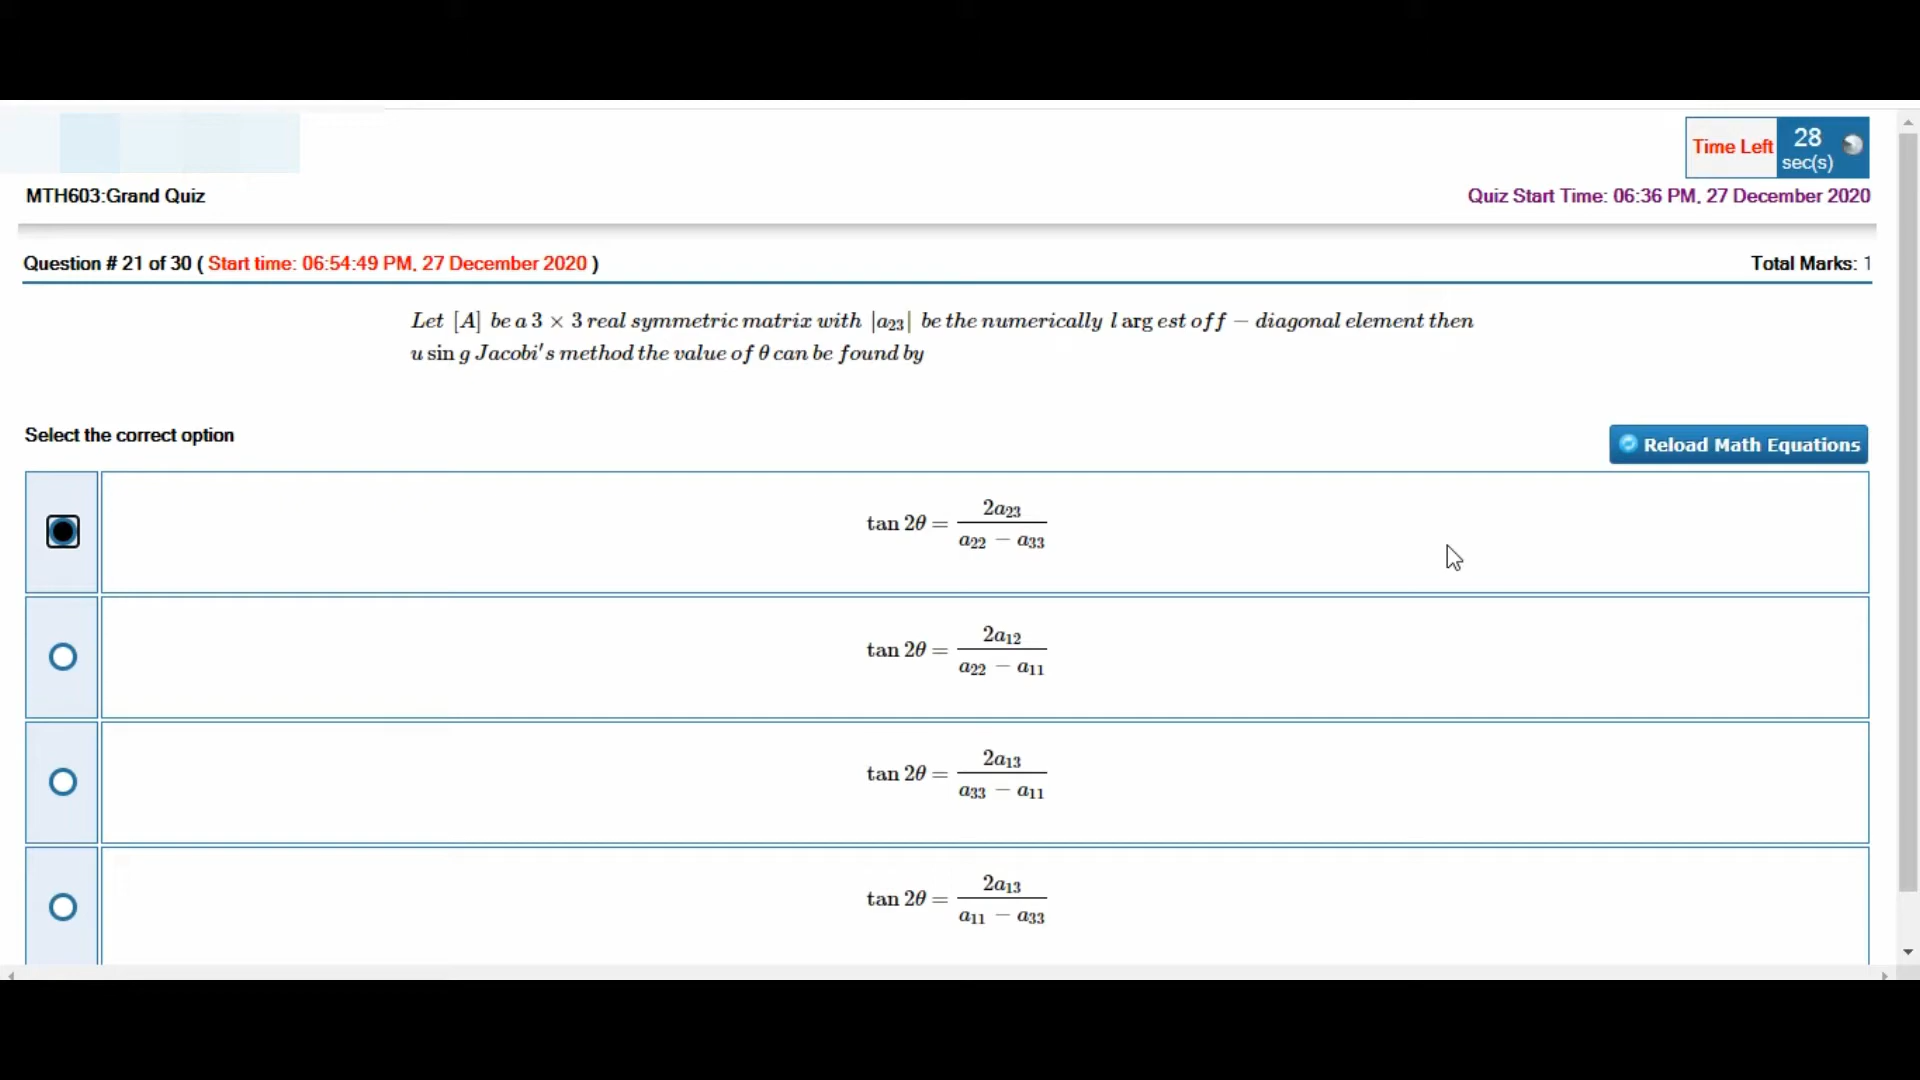 Time Left 28 sec(s)
MTH603:Grand Quiz
Quiz Start Time: 06:36 PM, 27 December 2020
Question # 21 of 30 ( Start time: 06:54:49 PM, 27 December 2020 )
Total Marks: 1
Let [A] be a 3 × 3 real symmetric matrix with |a₂₃| be the numerically l arg est off − diagonal element then
u sin g Jacobi's method the value of θ can be found by
Select the correct option
Reload Math Equations
tan 2θ = 2a₂₃ / (a₂₂ − a₃₃)
tan 2θ = 2a₁₂ / (a₂₂ − a₁₁)
tan 2θ = 2a₁₃ / (a₃₃ − a₁₁)
tan 2θ = 2a₁₃ / (a₁₁ − a₃₃)